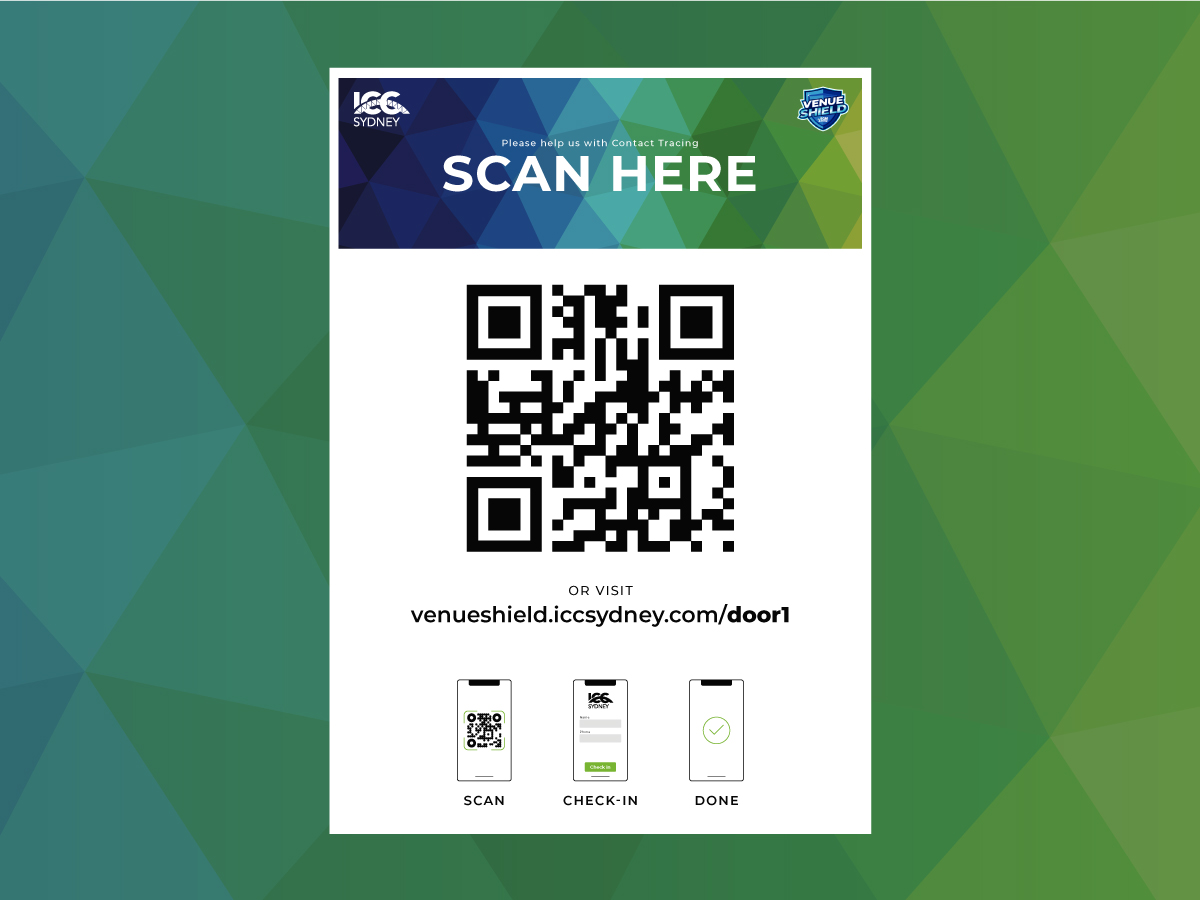 ICC
SYDNEY
VENUE
SHIELD
Please help us with Contact Tracing
SCAN HERE
OR VISIT
venueshield.iccsydney.com/door1
ICC
SYDNEY
Name
Phone
Check in
SCAN
CHECK-IN
DONE